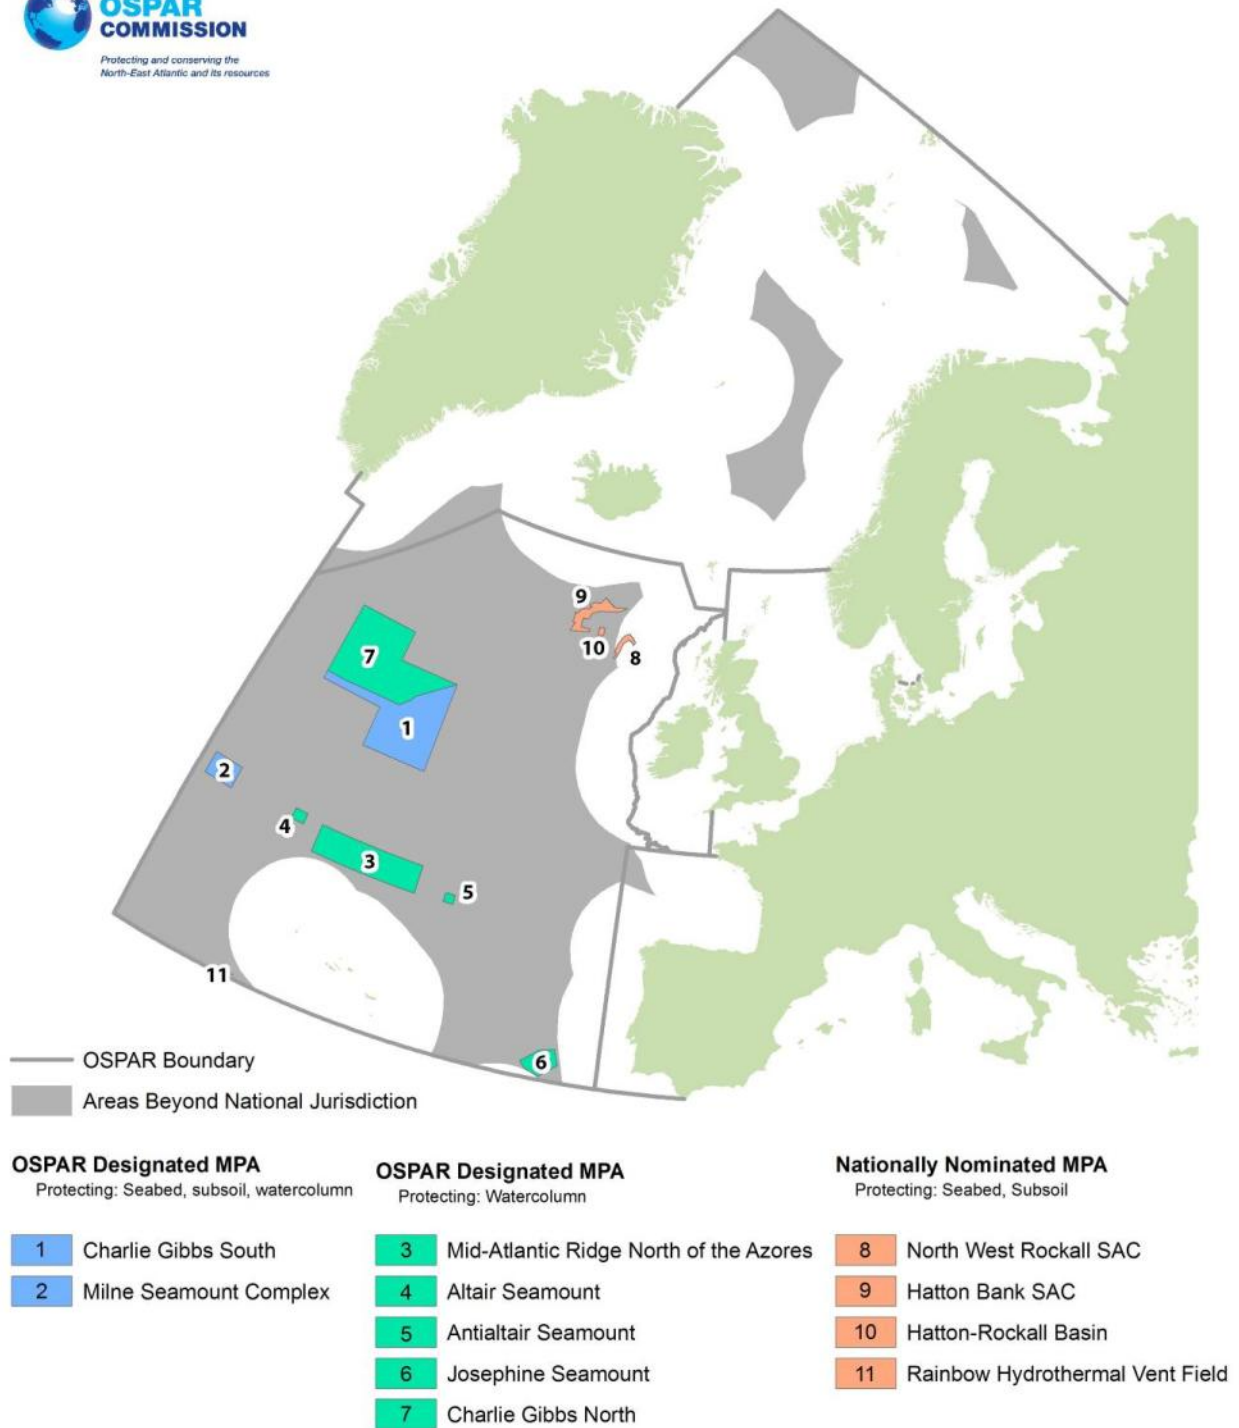 OSPAR
COMMISSION
Protecting and conserving the
North-East Atlantic and its resources
9
7
10
8
1
2
4
3
5
11
6
OSPAR Boundary
Areas Beyond National Jurisdiction
OSPAR Designated MPA
Protecting: Seabed, subsoil, watercolumn
1 Charlie Gibbs South
2 Milne Seamount Complex
OSPAR Designated MPA
Protecting: Watercolumn
3 Mid-Atlantic Ridge North of the Azores
4 Altair Seamount
5 Antialtair Seamount
6 Josephine Seamount
7 Charlie Gibbs North
Nationally Nominated MPA
Protecting: Seabed, Subsoil
8 North West Rockall SAC
9 Hatton Bank SAC
10 Hatton-Rockall Basin
11 Rainbow Hydrothermal Vent Field